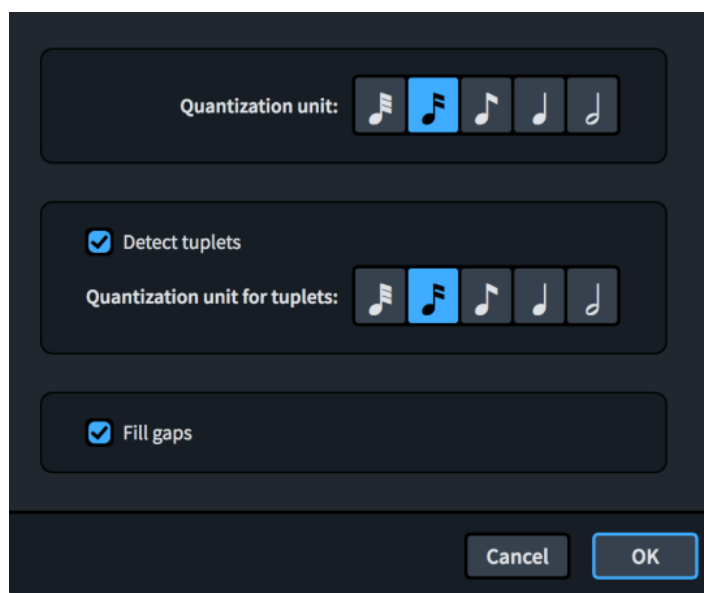 Quantization unit:
Detect tuplets
Quantization unit for tuplets:
Fill gaps
Cancel OK